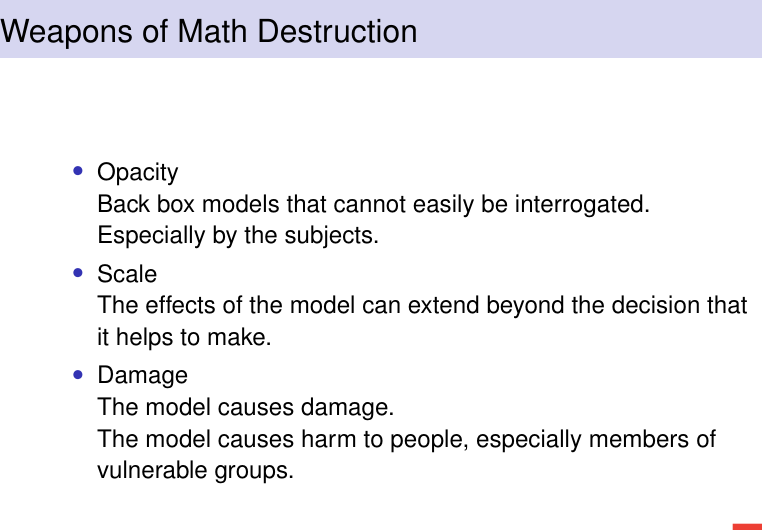 Weapons of Math Destruction
• Opacity
Back box models that cannot easily be interrogated.
Especially by the subjects.
• Scale
The effects of the model can extend beyond the decision that
it helps to make.
• Damage
The model causes damage.
The model causes harm to people, especially members of
vulnerable groups.